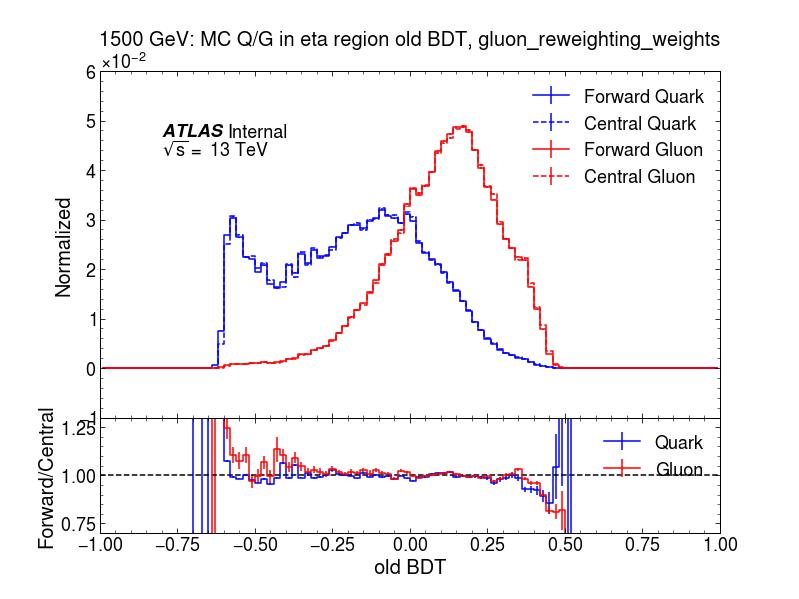 1500 GeV: MC Q/G in eta region old BDT, gluon_reweighting_weights
×10⁻²
6
5
4
3
2
1
0
−1
Normalized
ATLAS Internal
√s = 13 TeV
Forward Quark
Central Quark
Forward Gluon
Central Gluon
1.25
1.00
0.75
Forward/Central
Quark
Gluon
−1.00 −0.75 −0.50 −0.25 0.00 0.25 0.50 0.75 1.00
old BDT